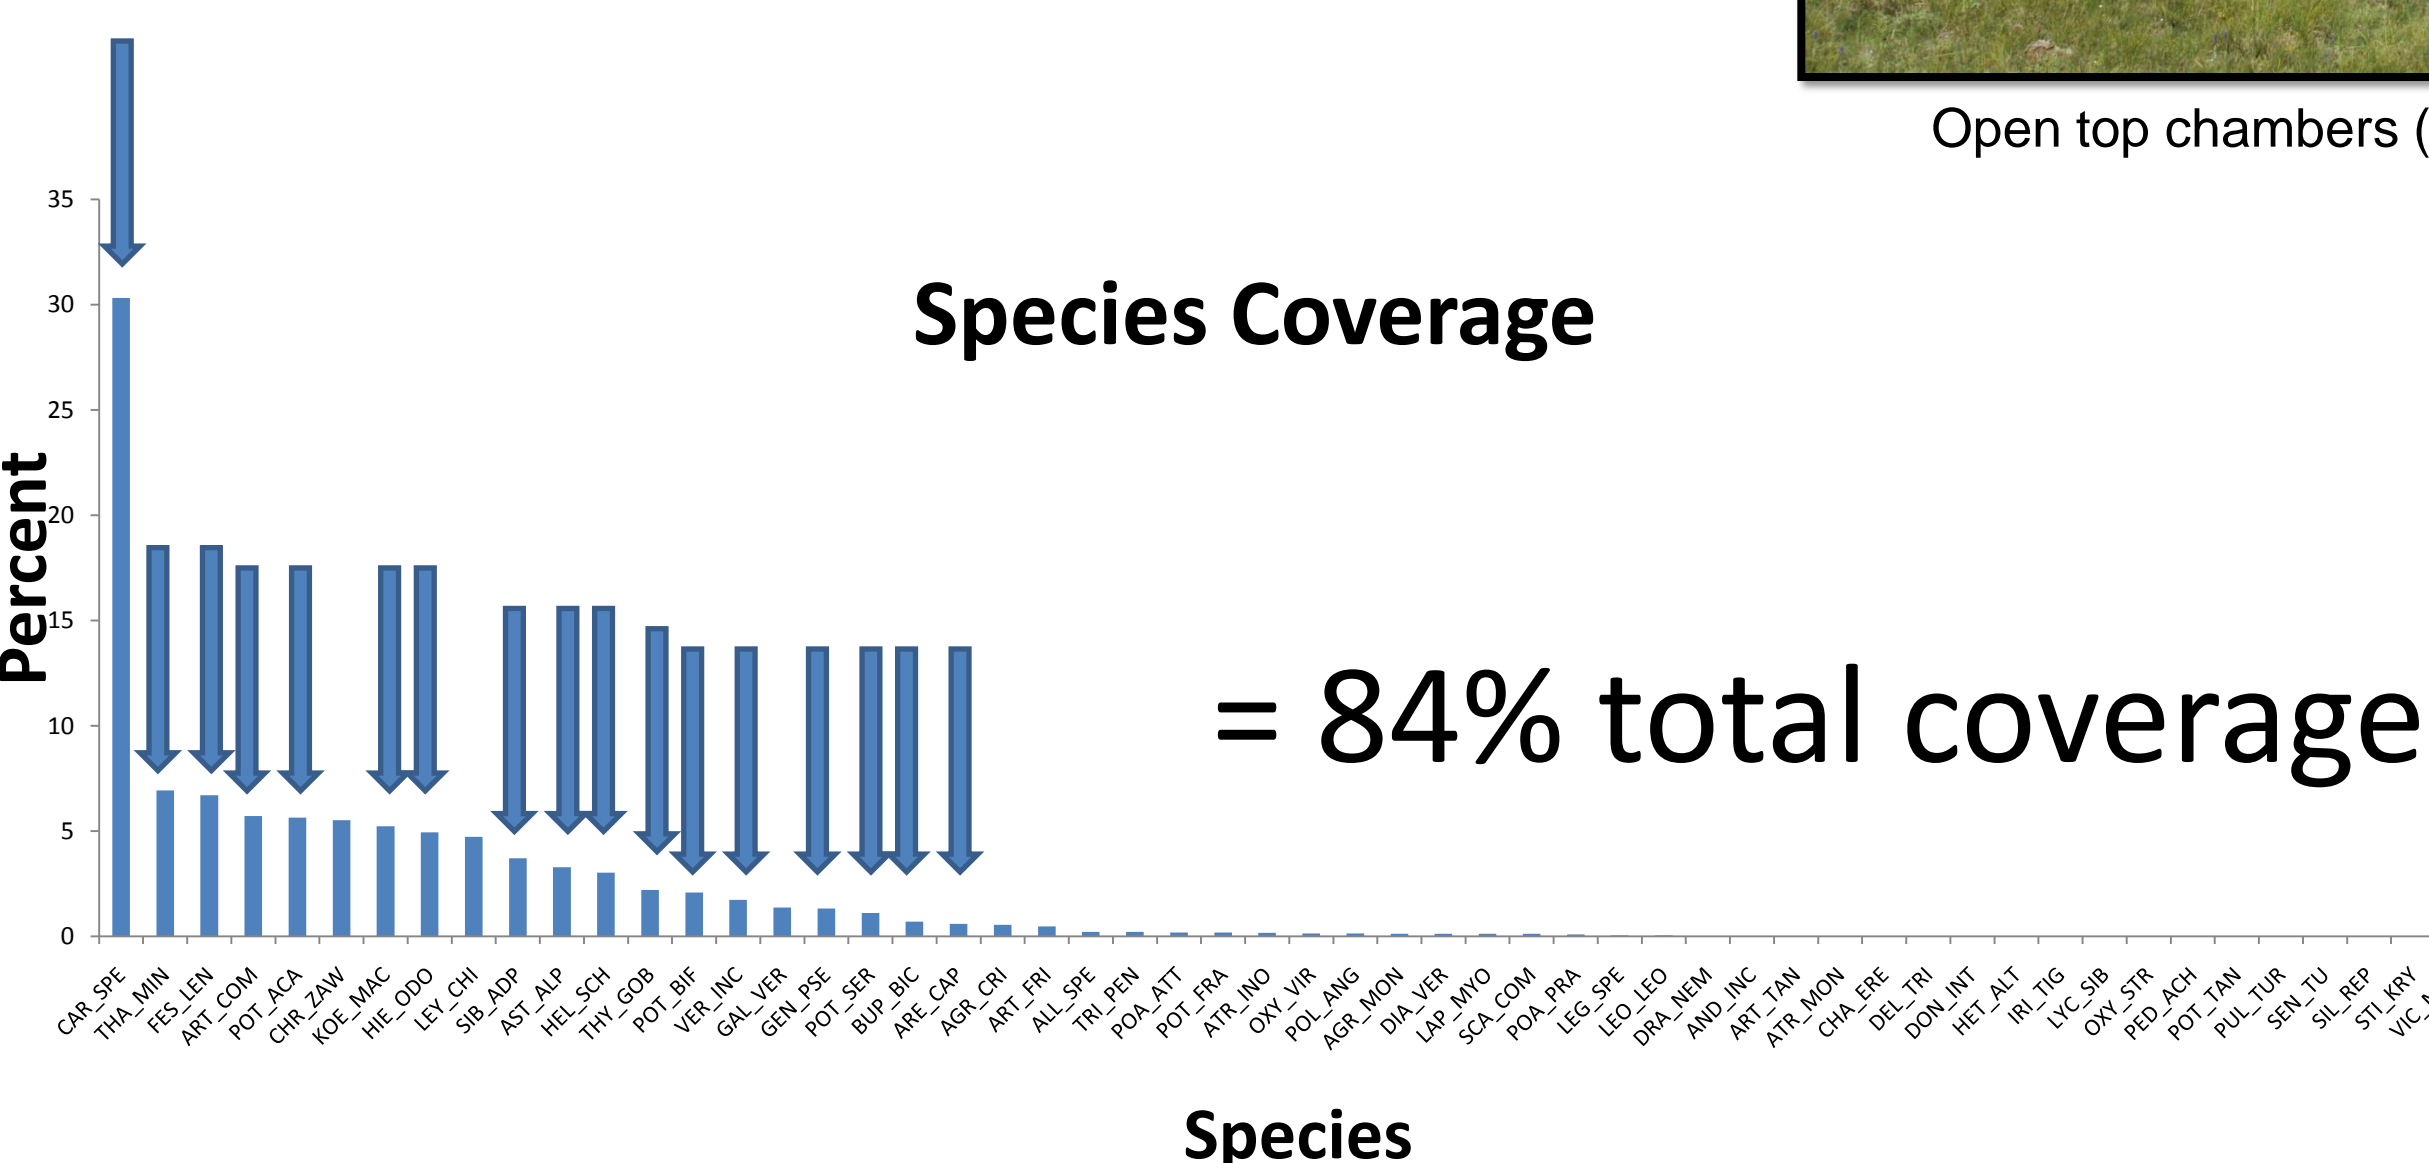 Open top chambers (
35
30
Species Coverage
25
20
Percent
15
= 84% total coverage
10
5
0
CAR_SPE
THA_MIN
FES_LEN
ART_COM
POT_ACA
CHR_ZAW
KOE_MAC
HIE_ODO
LEY_CHI
SIB_ADP
AST_ALP
HEL_SCH
THY_GOB
POT_BIF
VER_INC
GAL_VER
GEN_PSE
POT_SER
BUP_BIC
ARE_CAP
AGR_CRI
ART_FRI
ALL_SPE
TRI_PEN
POA_ATT
POT_FRA
ATR_INO
OXY_VIR
POL_ANG
AGR_MON
DIA_VER
LAP_MYO
SCA_COM
POA_PRA
LEG_SPE
LEO_LEO
DRA_NEM
AND_INC
ART_TAN
ATR_MON
CHA_ERE
DEL_TRI
DON_INT
HET_ALT
IRI_TIG
LYC_SIB
OXY_STR
PED_ACH
POT_TAN
PUL_TUR
SEN_TU
SIL_REP
STI_KRY
Species